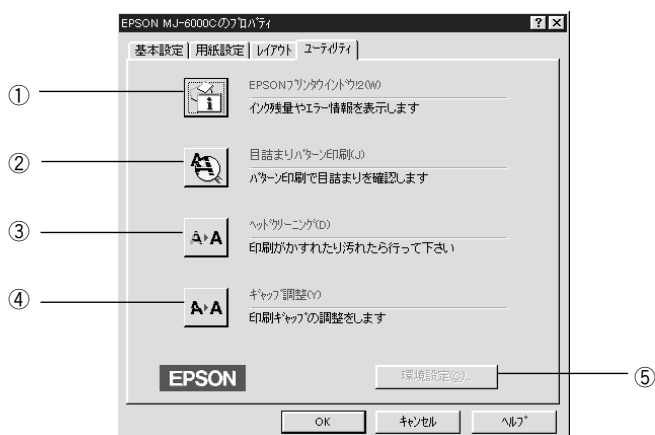 EPSON MJ-6000Cのプロパティ
基本設定 用紙設定 レイアウト ユーティリティ
① EPSONプリンタウインドウ!2(W)
インク残量やエラー情報を表示します
② 目詰まりパターン印刷(J)
パターン印刷で目詰まりを確認します
③ ヘッドクリーニング(D)
印刷がかすれたり汚れたら行って下さい
④ ギャップ調整(Y)
印刷ギャップの調整をします
EPSON 環境設定(C)... ⑤
OK キャンセル ヘルプ